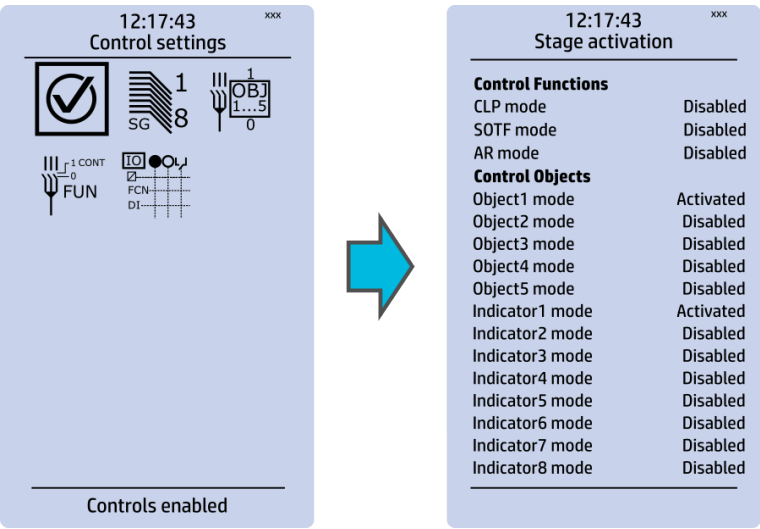 12:17:43 xxx
Control settings
1
SG 8
1
OBJ
1...5
0
1 CONT
0
FUN
IO
FCN
DI
Controls enabled
12:17:43 xxx
Stage activation
Control Functions
CLP mode Disabled
SOTF mode Disabled
AR mode Disabled
Control Objects
Object1 mode Activated
Object2 mode Disabled
Object3 mode Disabled
Object4 mode Disabled
Object5 mode Disabled
Indicator1 mode Activated
Indicator2 mode Disabled
Indicator3 mode Disabled
Indicator4 mode Disabled
Indicator5 mode Disabled
Indicator6 mode Disabled
Indicator7 mode Disabled
Indicator8 mode Disabled